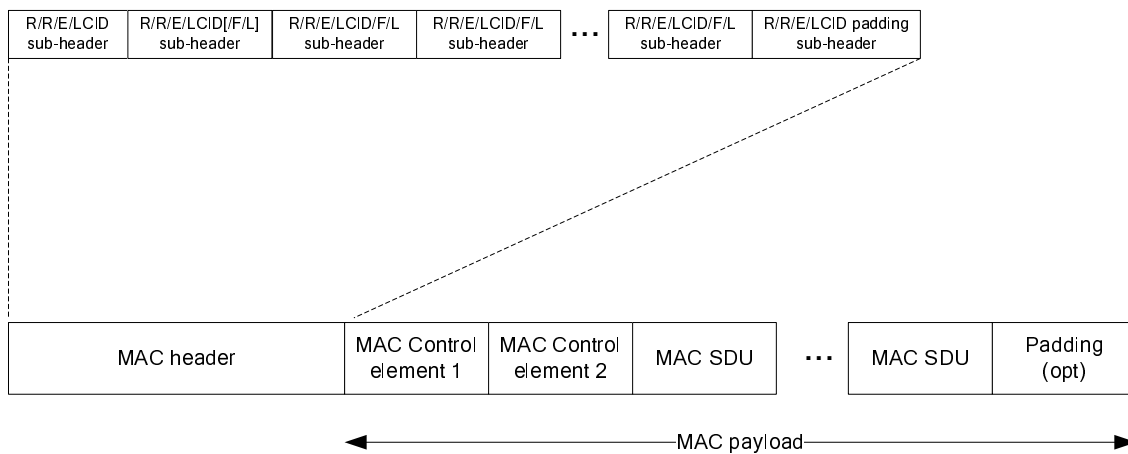 R/R/E/LCID sub-header
R/R/E/LCID[/F/L] sub-header
R/R/E/LCID/F/L sub-header
R/R/E/LCID/F/L sub-header
...
R/R/E/LCID/F/L sub-header
R/R/E/LCID padding sub-header
MAC header
MAC Control element 1
MAC Control element 2
MAC SDU
...
MAC SDU
Padding (opt)
MAC payload